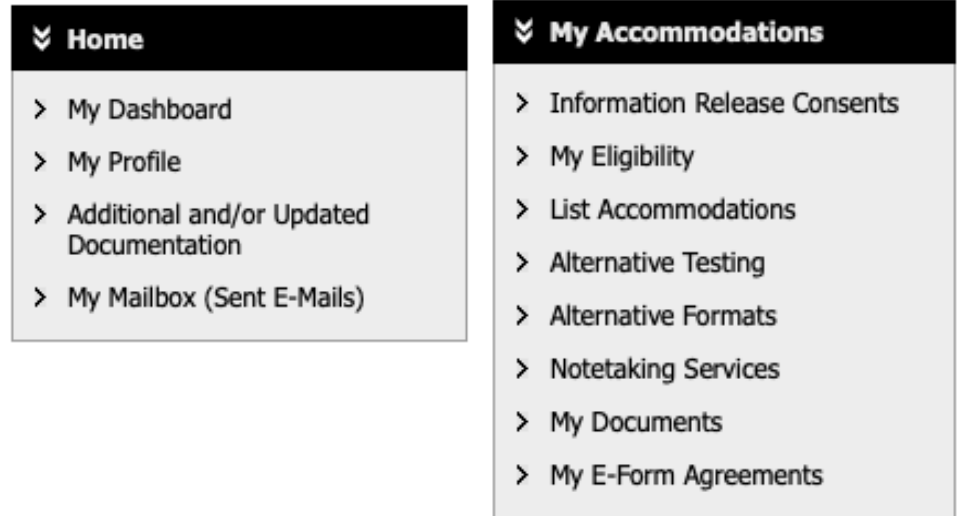 Home
My Dashboard
My Profile
Additional and/or Updated
Documentation
My Mailbox (Sent E-Mails)
My Accommodations
Information Release Consents
My Eligibility
List Accommodations
Alternative Testing
Alternative Formats
Notetaking Services
My Documents
My E-Form Agreements